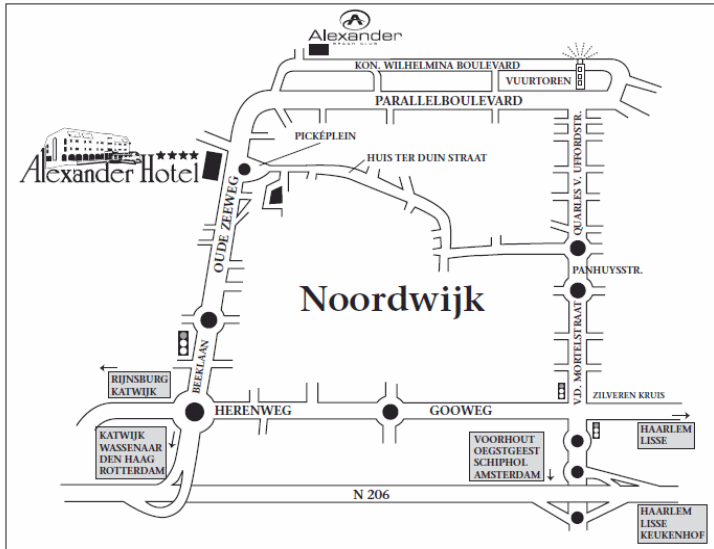 Alexander
BEACH CLUB
KON. WILHELMINA BOULEVARD
VUURTOREN
PARALLELBOULEVARD
PICKÉPLEIN
HUIS TER DUIN STRAAT
Alexander Hotel
OUDE ZEEWEG
QUARLES V. UFFORDSTR.
PANHUYSSTR.
Noordwijk
V.D. MORTELSTRAAT
BEEKLAAN
RIJNSBURG
KATWIJK
ZILVEREN KRUIS
HERENWEG
GOOWEG
HAARLEM
LISSE
KATWIJK
WASSENAAR
DEN HAAG
ROTTERDAM
VOORHOUT
OEGSTGEEST
SCHIPHOL
AMSTERDAM
N 206
HAARLEM
LISSE
KEUKENHOF